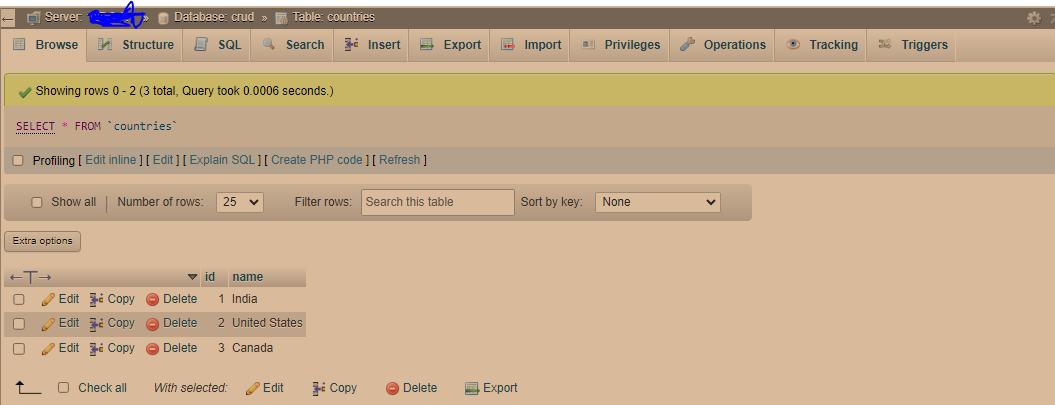 Server: » Database: crud » Table: countries
Browse Structure SQL Search Insert Export Import Privileges Operations Tracking Triggers
Showing rows 0 - 2 (3 total, Query took 0.0006 seconds.)
SELECT * FROM `countries`
Profiling [ Edit inline ] [ Edit ] [ Explain SQL ] [ Create PHP code ] [ Refresh ]
Show all Number of rows: 25 Filter rows: Search this table Sort by key: None
Extra options
←T→ id name
Edit Copy Delete 1 India
Edit Copy Delete 2 United States
Edit Copy Delete 3 Canada
Check all With selected: Edit Copy Delete Export